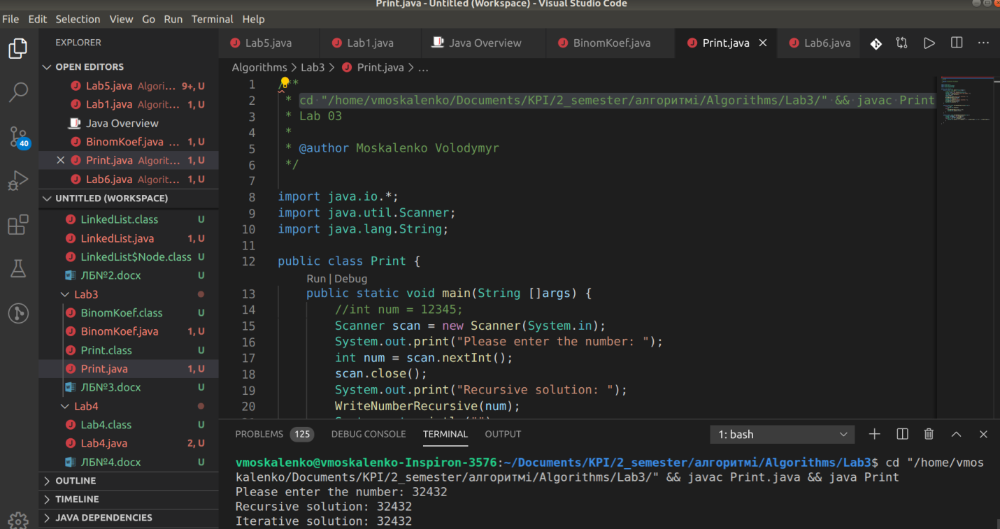 Print.java - Untitled (Workspace) - Visual Studio Code
File Edit Selection View Go Run Terminal Help
EXPLORER
OPEN EDITORS
Lab5.java Algori... 9+, U
Lab1.java Algorit... 1, U
Java Overview
BinomKoef.java ... 1, U
Print.java Algorit... 1, U
Lab6.java Algorit... 1, U
UNTITLED (WORKSPACE)
LinkedList.class U
LinkedList.java 1, U
LinkedList$Node.class U
ЛБ№2.docx U
Lab3
BinomKoef.class U
BinomKoef.java 1, U
Print.class U
Print.java 1, U
ЛБ№3.docx U
Lab4
Lab4.class U
Lab4.java 2, U
ЛБ№4.docx U
OUTLINE
TIMELINE
JAVA DEPENDENCIES
40
Lab5.java Lab1.java Java Overview BinomKoef.java Print.java Lab6.java
Algorithms > Lab3 > Print.java > ...
1 /**
2 * cd "/home/vmoskalenko/Documents/KPI/2_semester/алгоритмі/Algorithms/Lab3/" && javac Print
3 * Lab 03
4 *
5 * @author Moskalenko Volodymyr
6 */
7
8 import java.io.*;
9 import java.util.Scanner;
10 import java.lang.String;
11
12 public class Print {
Run | Debug
13 public static void main(String []args) {
14 //int num = 12345;
15 Scanner scan = new Scanner(System.in);
16 System.out.print("Please enter the number: ");
17 int num = scan.nextInt();
18 scan.close();
19 System.out.print("Recursive solution: ");
20 WriteNumberRecursive(num);
PROBLEMS 125 DEBUG CONSOLE TERMINAL OUTPUT 1: bash
vmoskalenko@vmoskalenko-Inspiron-3576:~/Documents/KPI/2_semester/алгоритмі/Algorithms/Lab3$ cd "/home/vmos
kalenko/Documents/KPI/2_semester/алгоритмі/Algorithms/Lab3/" && javac Print.java && java Print
Please enter the number: 32432
Recursive solution: 32432
Iterative solution: 32432